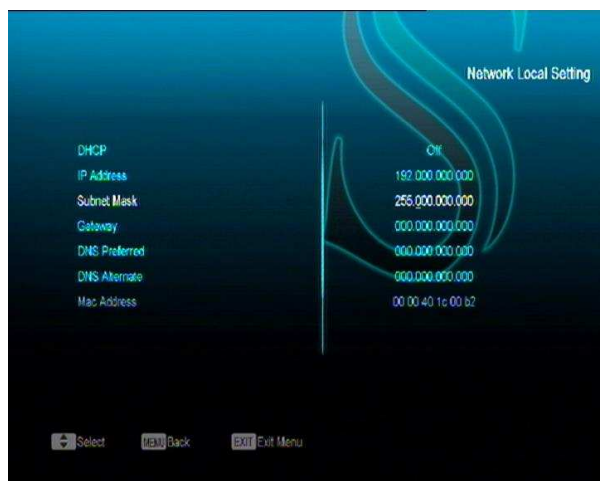 Network Local Setting
DHCP Off
IP Address 192.000.000.000
Subnet Mask 255.000.000.000
Gateway 000.000.000.000
DNS Preferred 000.000.000.000
DNS Alternate 000.000.000.000
Mac Address 00 00 40 1c 00 b2
Select MENU Back EXIT Exit Menu